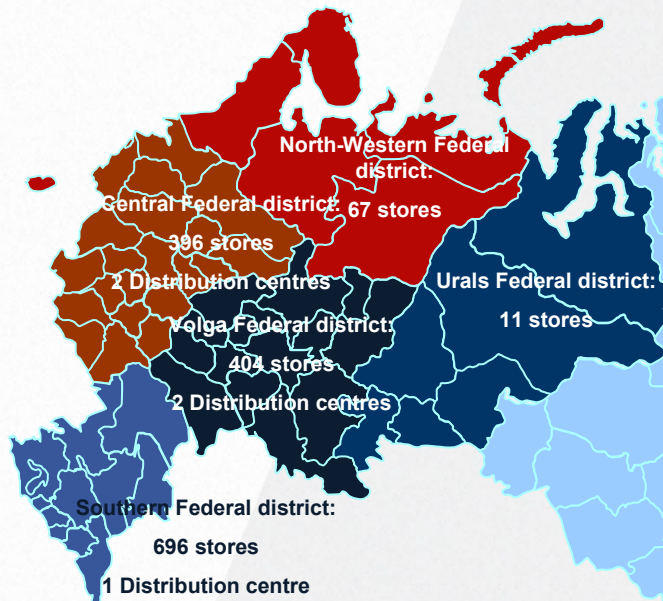 North-Western Federal
district:
67 stores
Central Federal district:
396 stores
2 Distribution centres
Urals Federal district:
11 stores
Volga Federal district:
404 stores
2 Distribution centres
Southern Federal district:
696 stores
1 Distribution centre